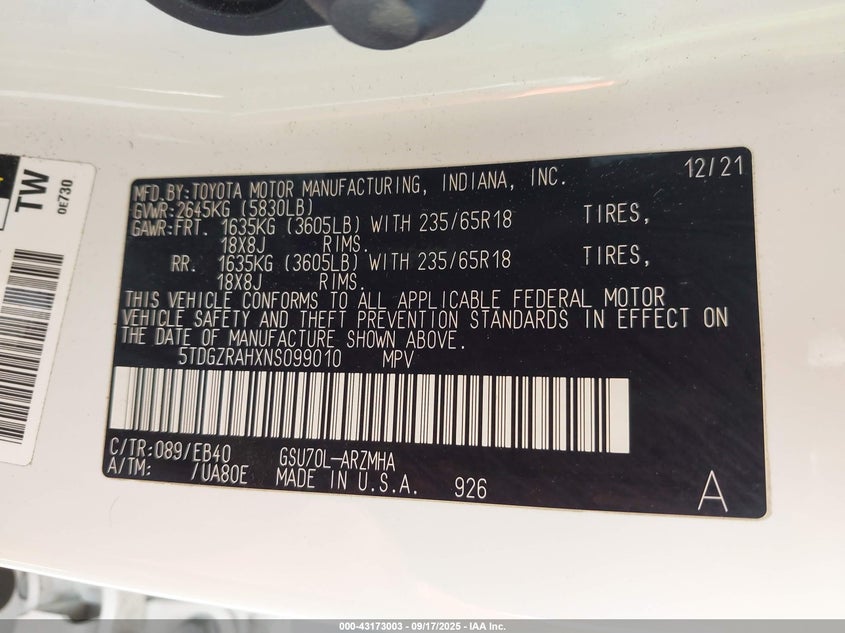 TW
0E730
12/21
MFD.BY:TOYOTA MOTOR MANUFACTURING, INDIANA, INC.
GVWR:2645KG (5830LB)
GAWR:FRT. 1635KG (3605LB) WITH 235/65R18 TIRES,
18X8J RIMS.
RR. 1635KG (3605LB) WITH 235/65R18 TIRES,
18X8J RIMS.
THIS VEHICLE CONFORMS TO ALL APPLICABLE FEDERAL MOTOR
VEHICLE SAFETY AND THEFT PREVENTION STANDARDS IN EFFECT ON
THE DATE OF MANUFACTURE SHOWN ABOVE.
5TDGZRAHXNS099010 MPV
C/TR:089/EB40 GSU70L-ARZMHA
A/TM: /UA80E MADE IN U.S.A. 926
A
000-43173003 - 09/17/2025 - IAA Inc.